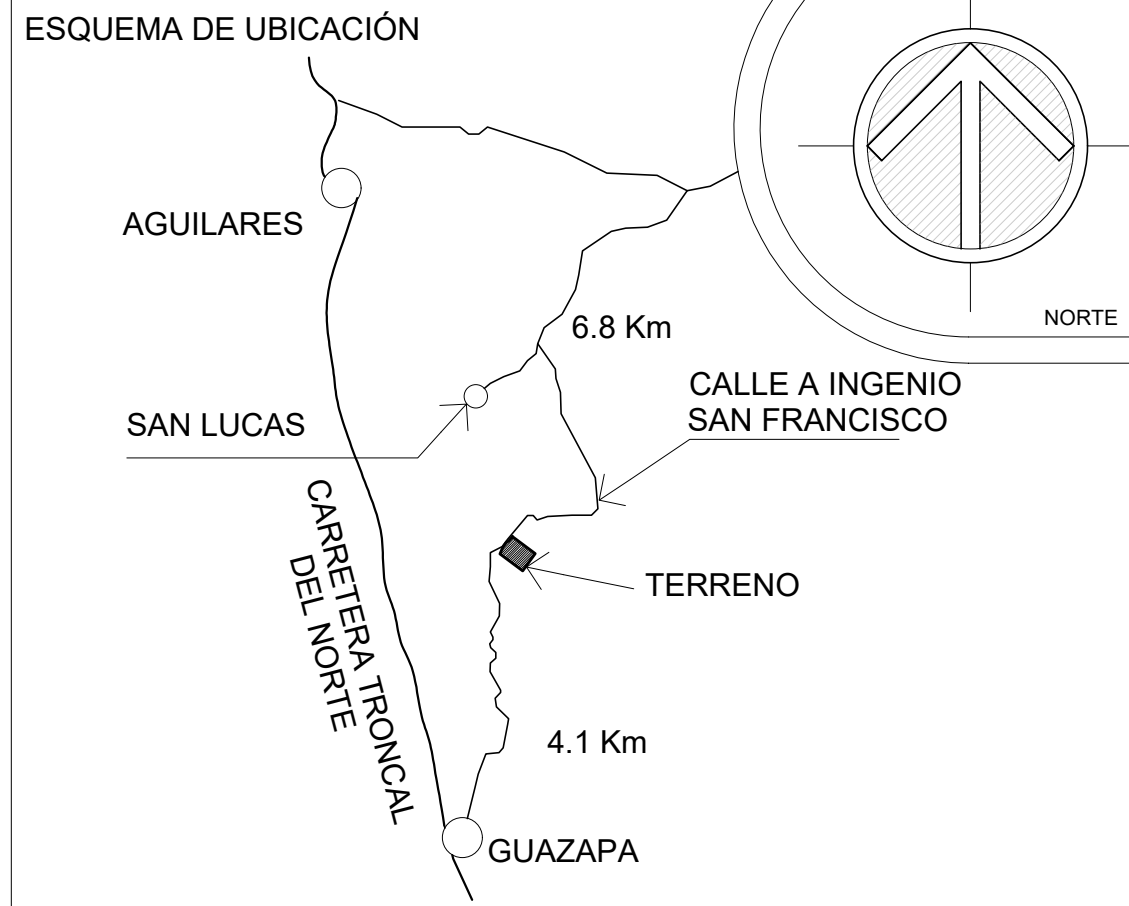 ESQUEMA DE UBICACIÓN
NORTE
AGUILARES
6.8 Km
CALLE A INGENIO
SAN FRANCISCO
SAN LUCAS
CARRETERA TRONCAL
DEL NORTE
TERRENO
4.1 Km
GUAZAPA